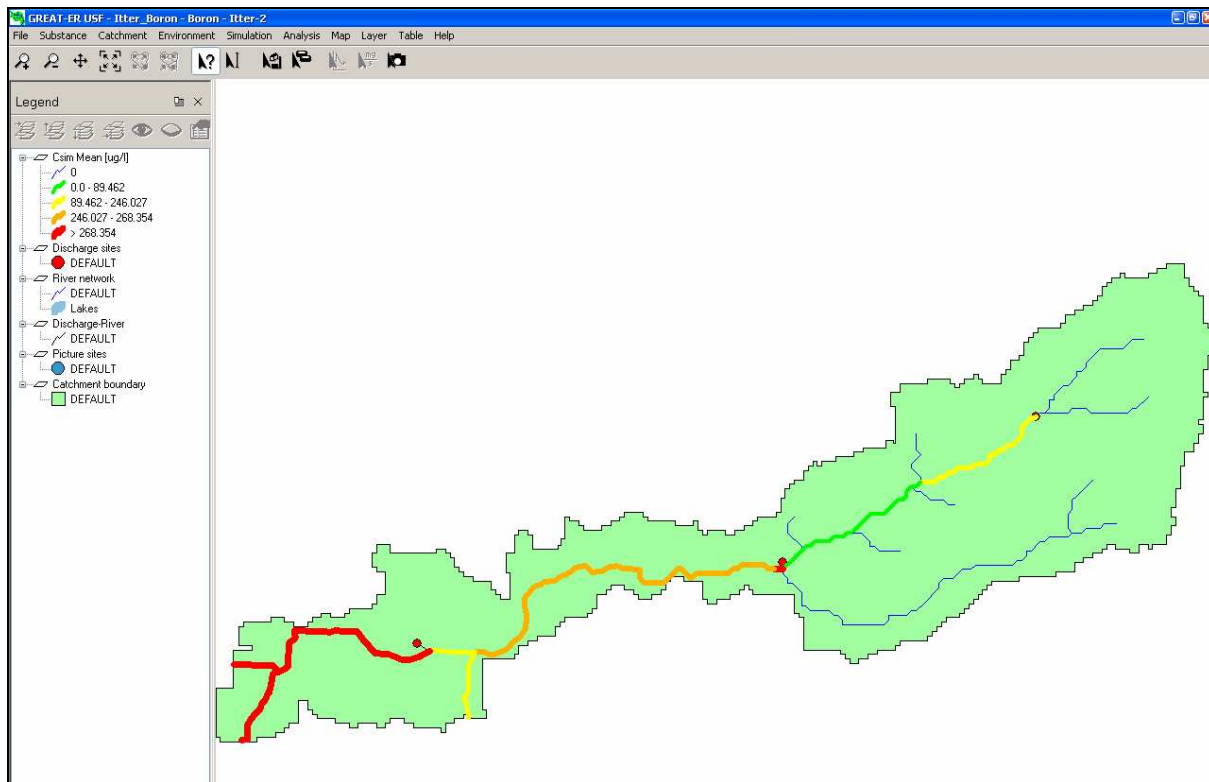 GREAT-ER USF - Itter_Boron - Boron - Itter-2
File Substance Catchment Environment Simulation Analysis Map Layer Table Help
Legend
Csim Mean [ug/l]
0
0.0 - 89.462
89.462 - 246.027
246.027 - 268.354
> 268.354
Discharge sites
DEFAULT
River network
DEFAULT
Lakes
Discharge-River
DEFAULT
Picture sites
DEFAULT
Catchment boundary
DEFAULT